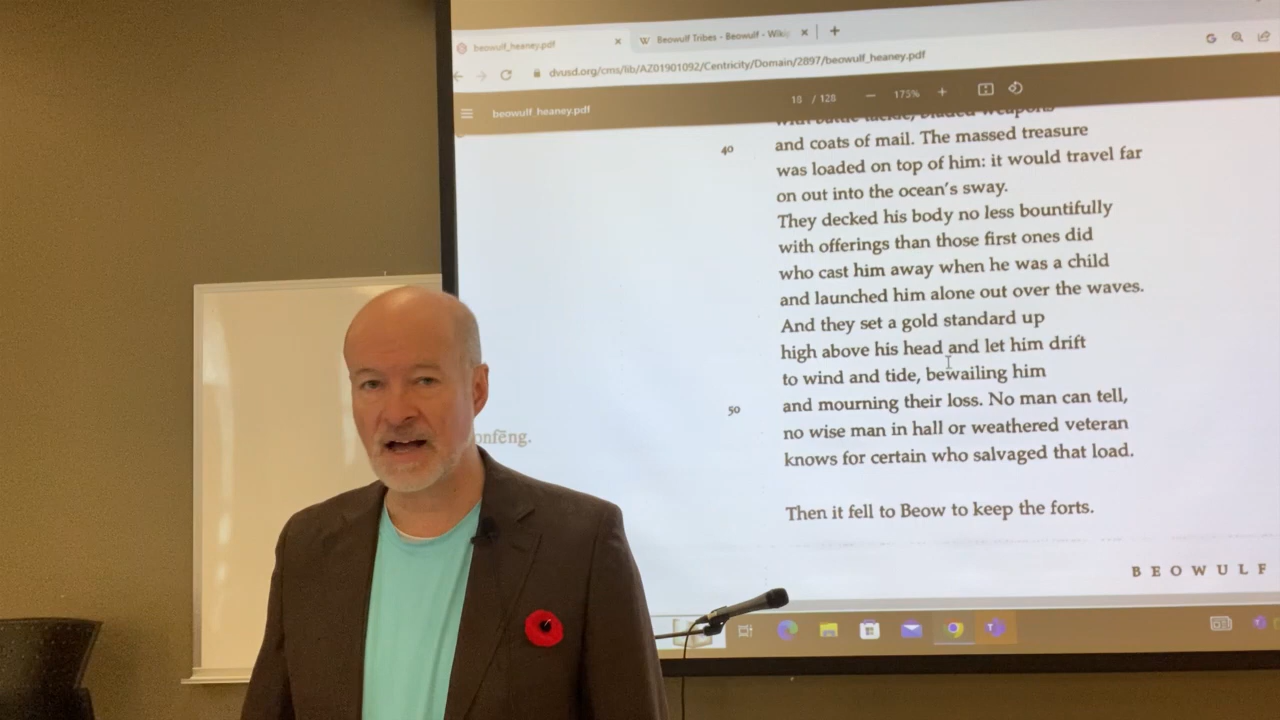 beowulf_heaney.pdf
Beowulf Tribes - Beowulf - Wiki
dvusd.org/cms/lib/AZ01901092/Centricity/Domain/2897/beowulf_heaney.pdf
beowulf_heaney.pdf
18 / 128
175%
with battle tackle, bladed weapons
40 and coats of mail. The massed treasure
was loaded on top of him: it would travel far
on out into the ocean's sway.
They decked his body no less bountifully
with offerings than those first ones did
who cast him away when he was a child
and launched him alone out over the waves.
And they set a gold standard up
high above his head and let him drift
to wind and tide, bewailing him
50 and mourning their loss. No man can tell,
no wise man in hall or weathered veteran
knows for certain who salvaged that load.
onfēng.
Then it fell to Beow to keep the forts.
BEOWULF